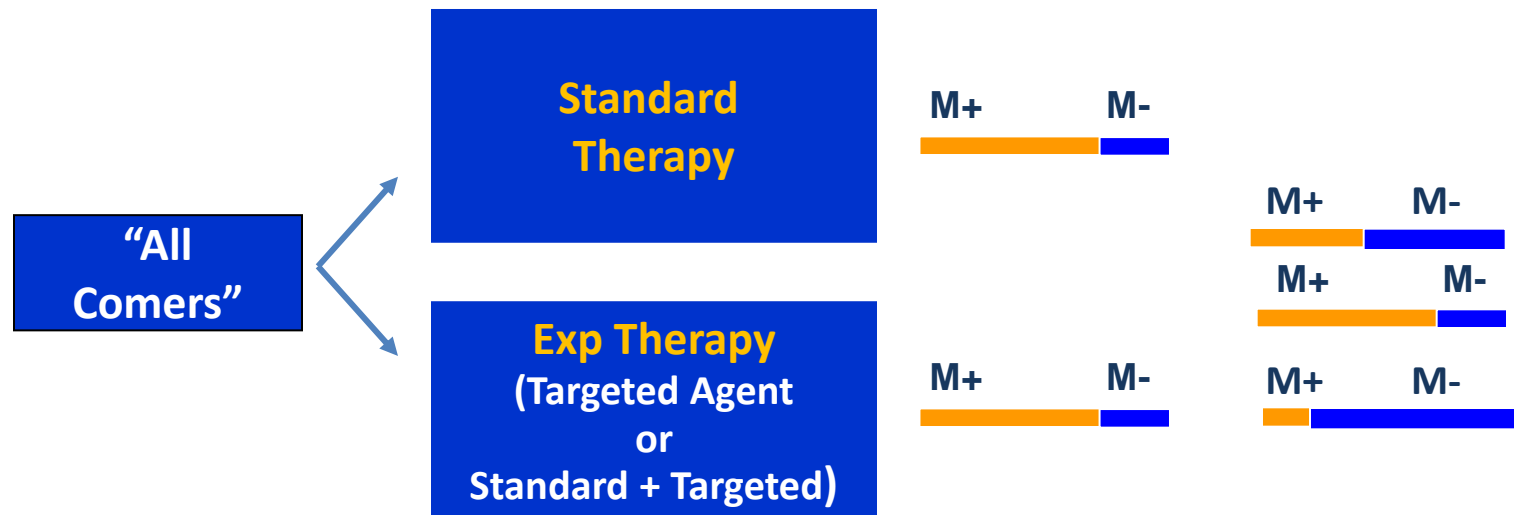 “All
Comers”
Standard
Therapy
Exp Therapy
(Targeted Agent
or
Standard + Targeted)
M+ M-
M+ M-
M+ M-
M+ M-
M+ M-